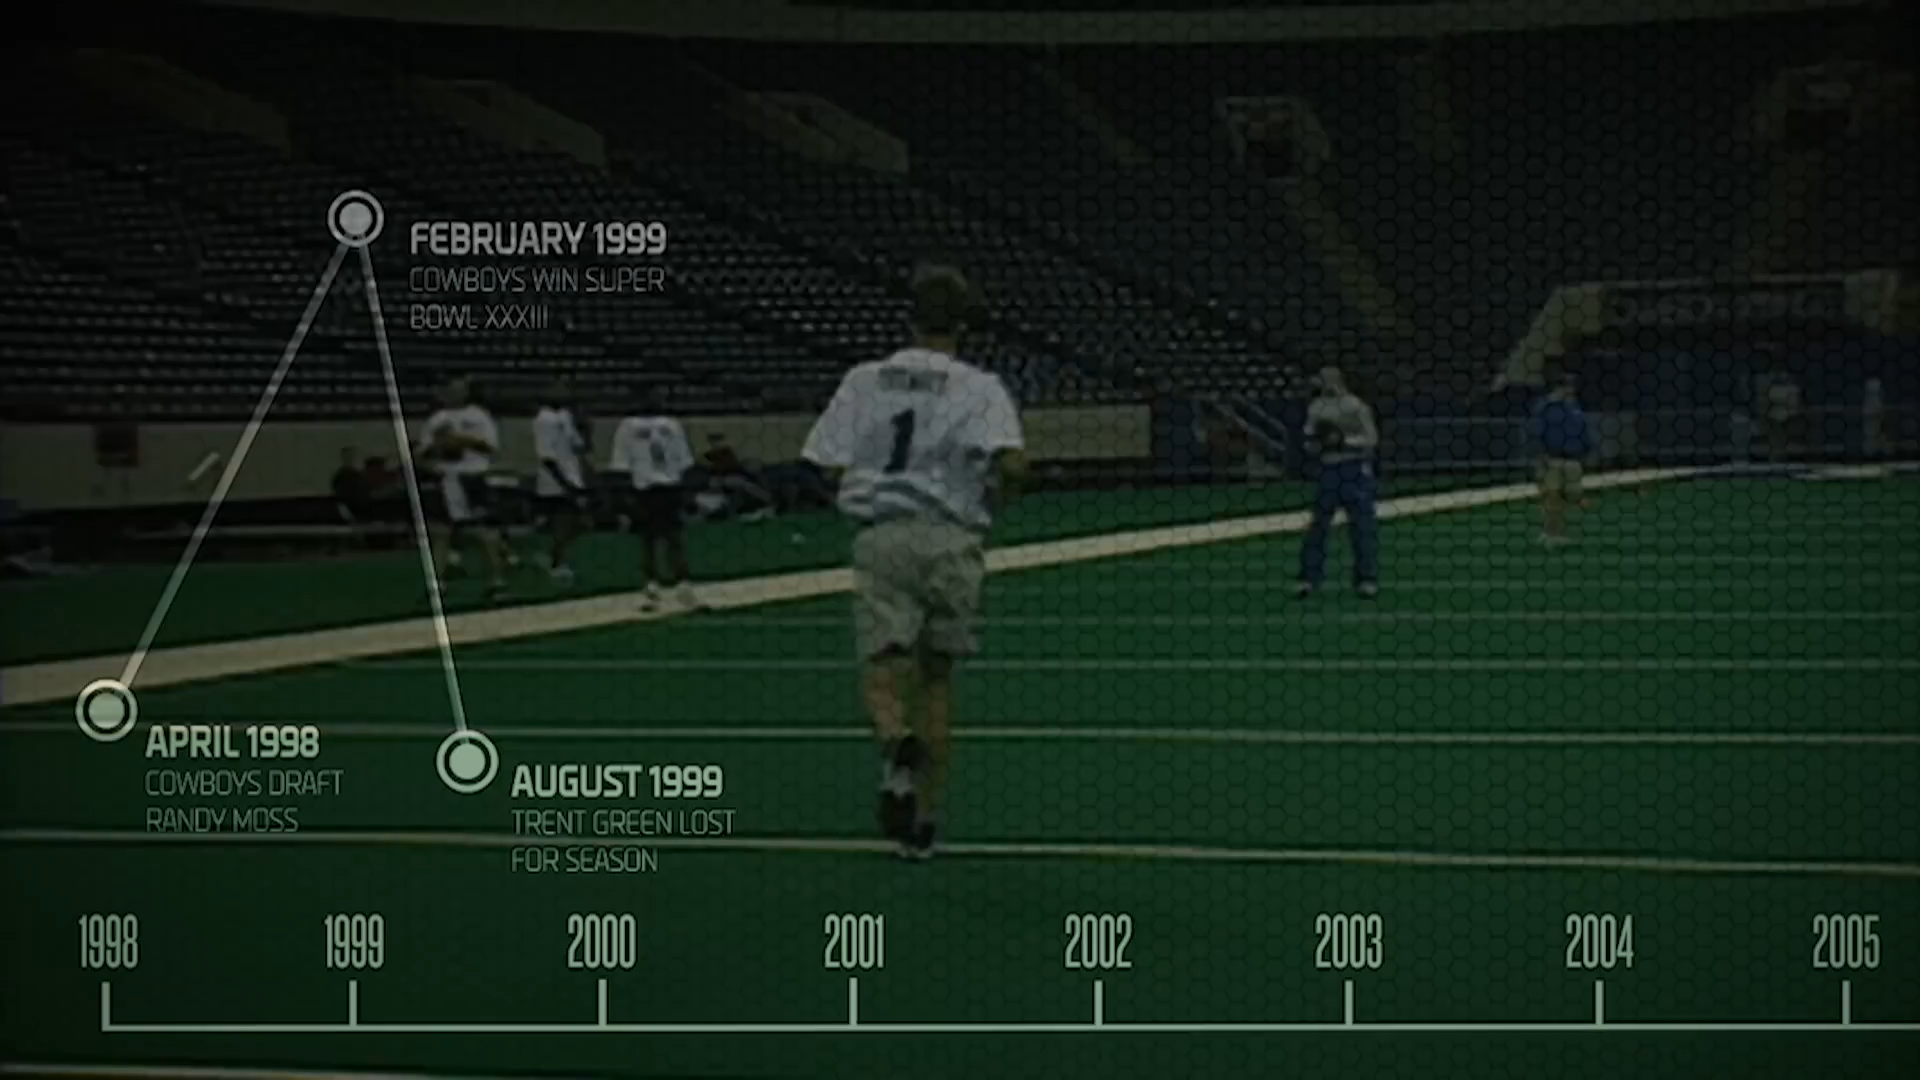 FEBRUARY 1999
COWBOYS WIN SUPER
BOWL XXXIII
1
APRIL 1998
COWBOYS DRAFT
RANDY MOSS
AUGUST 1999
TRENT GREEN LOST
FOR SEASON
1998 1999 2000 2001 2002 2003 2004 2005